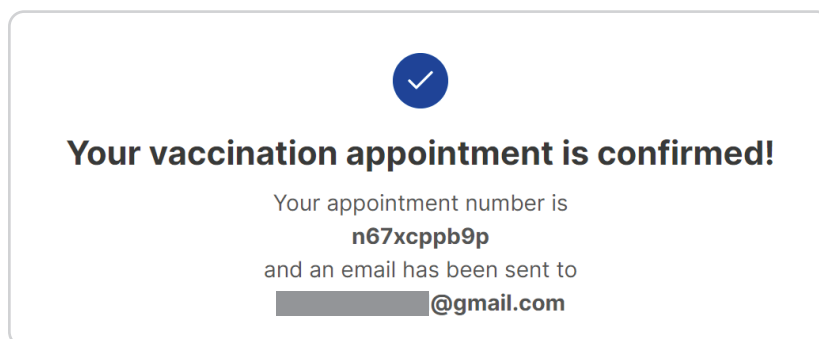 Your vaccination appointment is confirmed!
Your appointment number is
n67xcppb9p
and an email has been sent to
@gmail.com